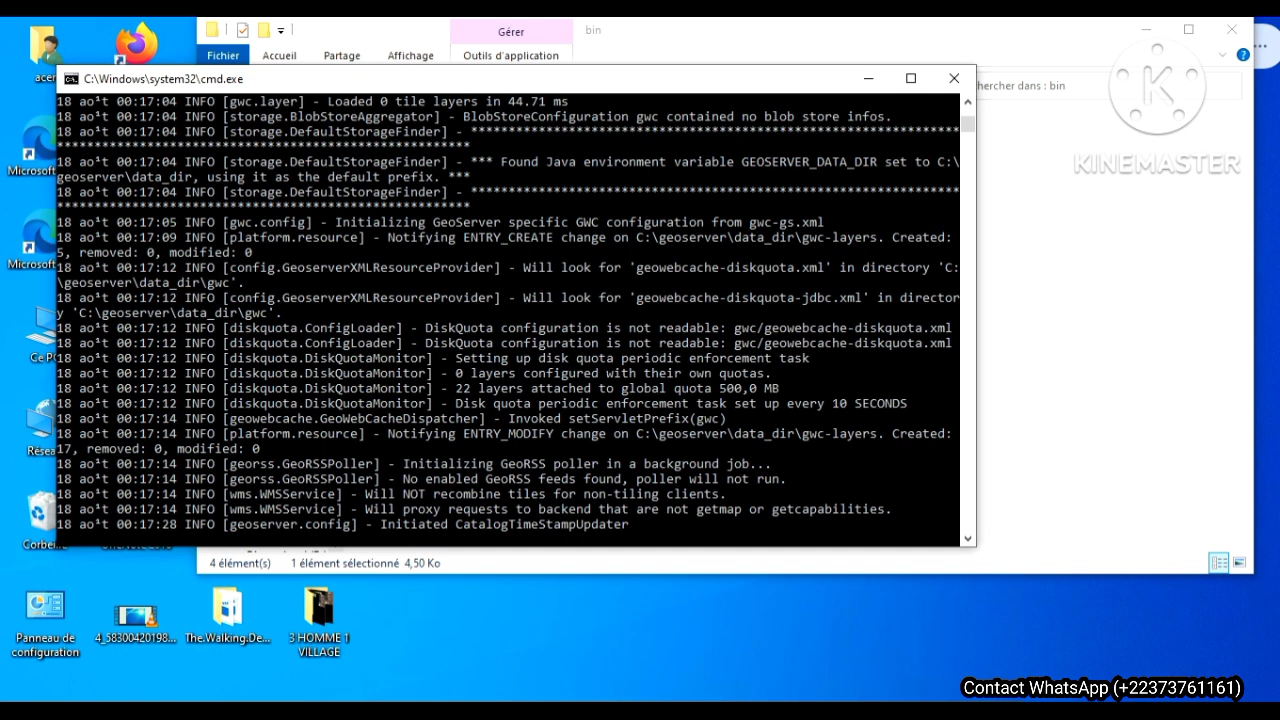 Gérer
bin
Fichier
Accueil
Partage
Affichage
Outils d'application
acer
C:\Windows\system32\cmd.exe
hercher dans : bin
K
KINEMASTER
18 ao¹t 00:17:04 INFO [gwc.layer] - Loaded 0 tile layers in 44.71 ms
18 ao¹t 00:17:04 INFO [storage.BlobStoreAggregator] - BlobStoreConfiguration gwc contained no blob store infos.
18 ao¹t 00:17:04 INFO [storage.DefaultStorageFinder] - *****************************************************************
*******************************************************
18 ao¹t 00:17:04 INFO [storage.DefaultStorageFinder] - *** Found Java environment variable GEOSERVER_DATA_DIR set to C:\
geoserver\data_dir, using it as the default prefix. ***
18 ao¹t 00:17:04 INFO [storage.DefaultStorageFinder] - *****************************************************************
*******************************************************
18 ao¹t 00:17:05 INFO [gwc.config] - Initializing GeoServer specific GWC configuration from gwc-gs.xml
18 ao¹t 00:17:09 INFO [platform.resource] - Notifying ENTRY_CREATE change on C:\geoserver\data_dir\gwc-layers. Created:
5, removed: 0, modified: 0
18 ao¹t 00:17:12 INFO [config.GeoserverXMLResourceProvider] - Will look for 'geowebcache-diskquota.xml' in directory 'C:
\geoserver\data_dir\gwc'.
18 ao¹t 00:17:12 INFO [config.GeoserverXMLResourceProvider] - Will look for 'geowebcache-diskquota-jdbc.xml' in director
y 'C:\geoserver\data_dir\gwc'.
18 ao¹t 00:17:12 INFO [diskquota.ConfigLoader] - DiskQuota configuration is not readable: gwc/geowebcache-diskquota.xml
18 ao¹t 00:17:12 INFO [diskquota.ConfigLoader] - DiskQuota configuration is not readable: gwc/geowebcache-diskquota.xml
18 ao¹t 00:17:12 INFO [diskquota.DiskQuotaMonitor] - Setting up disk quota periodic enforcement task
18 ao¹t 00:17:12 INFO [diskquota.DiskQuotaMonitor] - 0 layers configured with their own quotas.
18 ao¹t 00:17:12 INFO [diskquota.DiskQuotaMonitor] - 22 layers attached to global quota 500,0 MB
18 ao¹t 00:17:12 INFO [diskquota.DiskQuotaMonitor] - Disk quota periodic enforcement task set up every 10 SECONDS
18 ao¹t 00:17:14 INFO [geowebcache.GeoWebCacheDispatcher] - Invoked setServletPrefix(gwc)
18 ao¹t 00:17:14 INFO [platform.resource] - Notifying ENTRY_MODIFY change on C:\geoserver\data_dir\gwc-layers. Created:
17, removed: 0, modified: 0
18 ao¹t 00:17:14 INFO [georss.GeoRSSPoller] - Initializing GeoRSS poller in a background job...
18 ao¹t 00:17:14 INFO [georss.GeoRSSPoller] - No enabled GeoRSS feeds found, poller will not run.
18 ao¹t 00:17:14 INFO [wms.WMSService] - Will NOT recombine tiles for non-tiling clients.
18 ao¹t 00:17:14 INFO [wms.WMSService] - Will proxy requests to backend that are not getmap or getcapabilities.
18 ao¹t 00:17:28 INFO [geoserver.config] - Initiated CatalogTimeStampUpdater
Microsoft
Microsoft
Ce PC
Résea
Corbeille
4 élément(s)
1 élément sélectionné 4,50 Ko
Panneau de
configuration
4_58300420198...
The.Walking.De...
3 HOMME 1
VILLAGE
Contact WhatsApp (+22373761161)